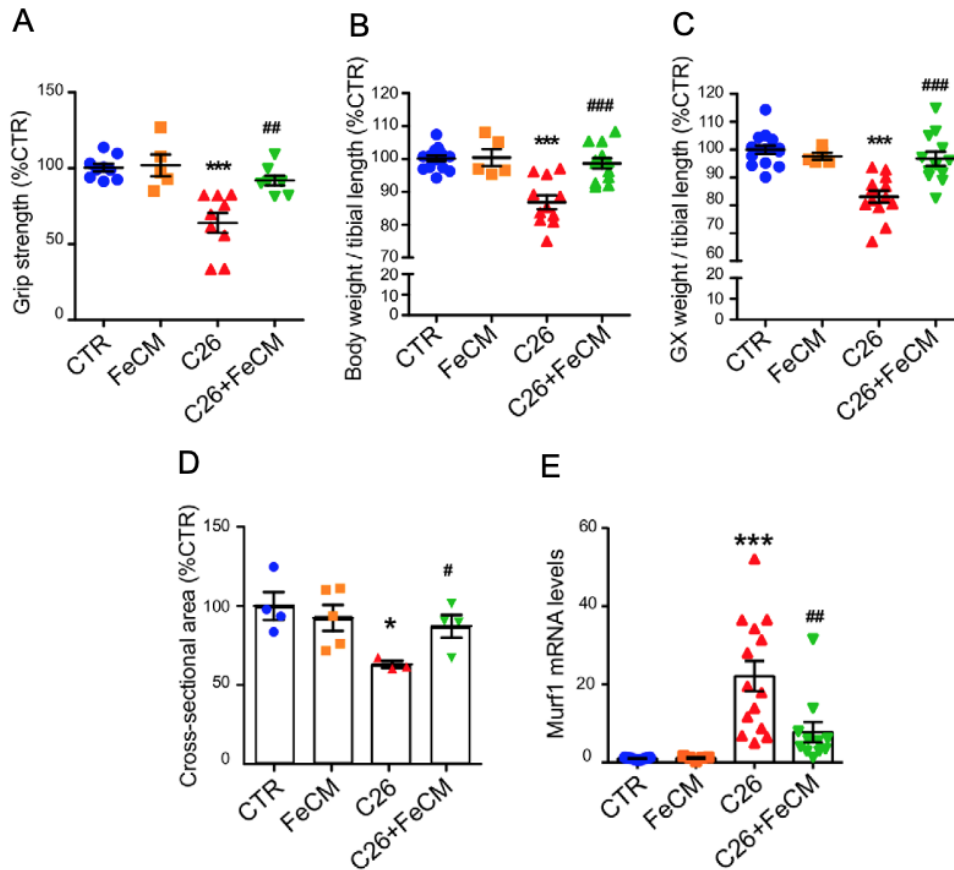 A
Grip strength (%CTR)
150
100
50
0
***
##
CTR
FeCM
C26
C26+FeCM
B
Body weight / tibial length (%CTR)
120
110
100
90
80
70
20
10
0
***
###
CTR
FeCM
C26
C26+FeCM
C
GX weight / tibial length (%CTR)
120
110
100
90
80
70
60
20
10
0
***
###
CTR
FeCM
C26
C26+FeCM
D
Cross-sectional area (%CTR)
150
100
50
0
*
#
CTR
FeCM
C26
C26+FeCM
E
Murf1 mRNA levels
60
40
20
0
***
##
CTR
FeCM
C26
C26+FeCM